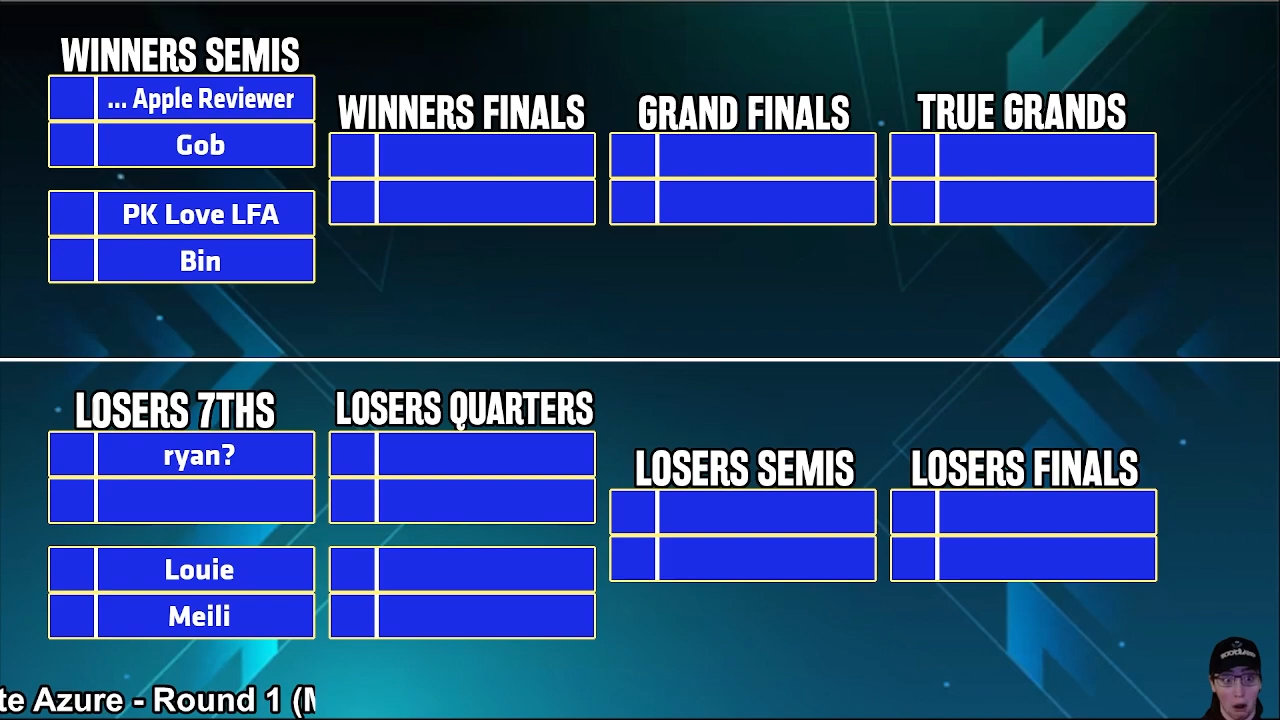 WINNERS SEMIS
... Apple Reviewer
Gob
PK Love LFA
Bin
WINNERS FINALS
GRAND FINALS
TRUE GRANDS
LOSERS 7THS
ryan?
Louie
Meili
LOSERS QUARTERS
LOSERS SEMIS
LOSERS FINALS
te Azure - Round 1 (